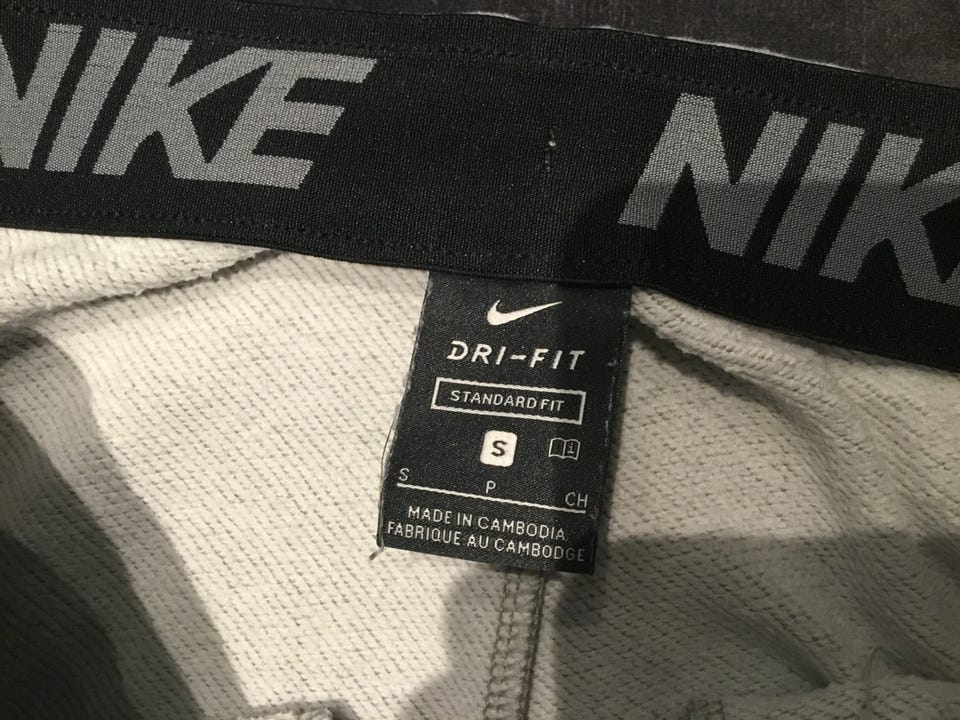 NIKE NIK
DRI-FIT
STANDARD FIT
S
S P CH
MADE IN CAMBODIA
FABRIQUE AU CAMBODGE